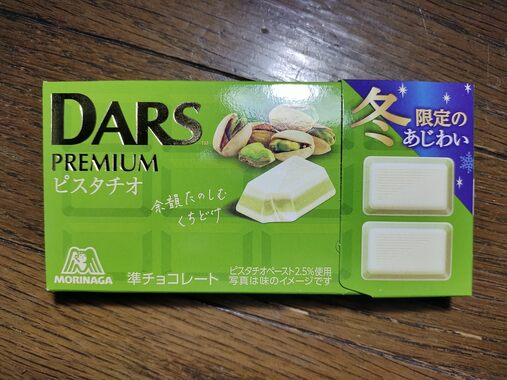 DARS™
PREMIUM
ピスタチオ
余韻たのしむ
くちどけ
MORINAGA
準チョコレート
ピスタチオペースト2.5%使用
写真は味のイメージです
冬限定の
あじわい